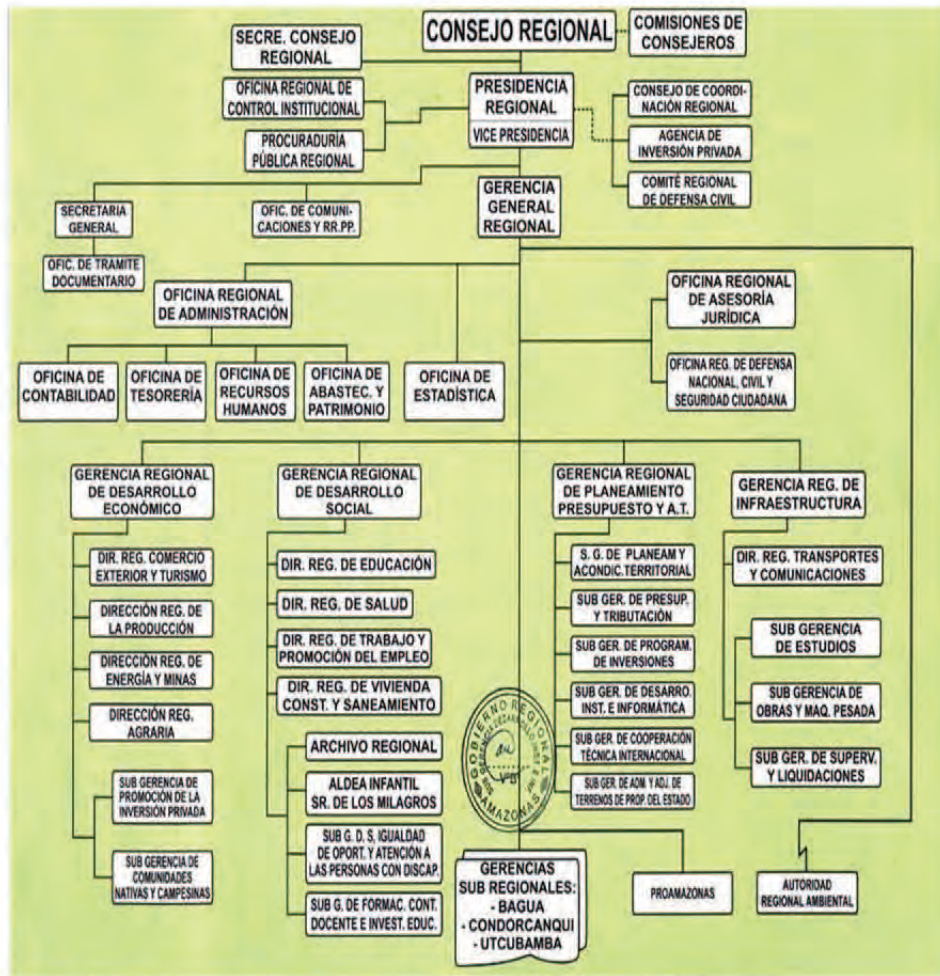 CONSEJO REGIONAL
COMISIONES DE
CONSEJEROS
SECRE. CONSEJO
REGIONAL
OFICINA REGIONAL DE
CONTROL INSTITUCIONAL
PROCURADURÍA
PÚBLICA REGIONAL
PRESIDENCIA
REGIONAL
VICE PRESIDENCIA
CONSEJO DE COORDI-
NACIÓN REGIONAL
AGENCIA DE
INVERSIÓN PRIVADA
COMITÉ REGIONAL
DE DEFENSA CIVIL
SECRETARIA
GENERAL
OFIC. DE COMUNI-
CACIONES Y RR.PP.
GERENCIA
GENERAL
REGIONAL
OFIC. DE TRAMITE
DOCUMENTARIO
OFICINA REGIONAL
DE ADMINISTRACIÓN
OFICINA REGIONAL
DE ASESORÍA
JURÍDICA
OFICINA DE
CONTABILIDAD
OFICINA DE
TESORERÍA
OFICINA DE
RECURSOS
HUMANOS
OFICINA DE
ABASTEC. Y
PATRIMONIO
OFICINA DE
ESTADÍSTICA
OFICINA REG. DE DEFENSA
NACIONAL, CIVIL Y
SEGURIDAD CIUDADANA
GERENCIA REGIONAL
DE DESARROLLO
ECONÓMICO
DIR. REG. COMERCIO
EXTERIOR Y TURISMO
DIRECCIÓN REG. DE
LA PRODUCCIÓN
DIRECCIÓN REG. DE
ENERGÍA Y MINAS
DIRECCIÓN REG.
AGRARIA
SUB GERENCIA DE
PROMOCIÓN DE LA
INVERSIÓN PRIVADA
SUB GERENCIA DE
COMUNIDADES
NATIVAS Y CAMPESINAS
GERENCIA REGIONAL
DE DESARROLLO
SOCIAL
DIR. REG. DE EDUCACIÓN
DIR. REG. DE SALUD
DIR. REG. DE TRABAJO Y
PROMOCIÓN DEL EMPLEO
DIR. REG. DE VIVIENDA
CONST. Y SANEAMIENTO
ARCHIVO REGIONAL
ALDEA INFANTIL
SR. DE LOS MILAGROS
SUB G. D. S, IGUALDAD
DE OPORT. Y ATENCIÓN A
LAS PERSONAS CON DISCAP.
SUB G. DE FORMAC. CONT.
DOCENTE E INVEST. EDUC.
GERENCIA REGIONAL
DE PLANEAMIENTO
PRESUPUESTO Y A.T.
S. G. DE PLANEAM Y
ACONDIC.TERRITORIAL
SUB GER. DE PRESUP.
Y TRIBUTACIÓN
SUB GER. DE PROGRAM.
DE INVERSIONES
SUB GER. DE DESARRO.
INST. E INFORMÁTICA
SUB GER. DE COOPERACIÓN
TÉCNICA INTERNACIONAL
SUB GER. DE ADM. Y ADJ. DE
TERRENOS DE PROP. DEL ESTADO
GERENCIA REG. DE
INFRAESTRUCTURA
DIR. REG. TRANSPORTES
Y COMUNICACIONES
SUB GERENCIA
DE ESTUDIOS
SUB GERENCIA DE
OBRAS Y MAQ. PESADA
SUB GER. DE SUPERV.
Y LIQUIDACIONES
GOBIERNO REGIONAL
AMAZONAS
SUB GERENCIA DESARROLLO INST. E INF.
VºBº
GERENCIAS
SUB REGIONALES:
- BAGUA
- CONDORCANQUI
- UTCUBAMBA
PROAMAZONAS
AUTORIDAD
REGIONAL AMBIENTAL